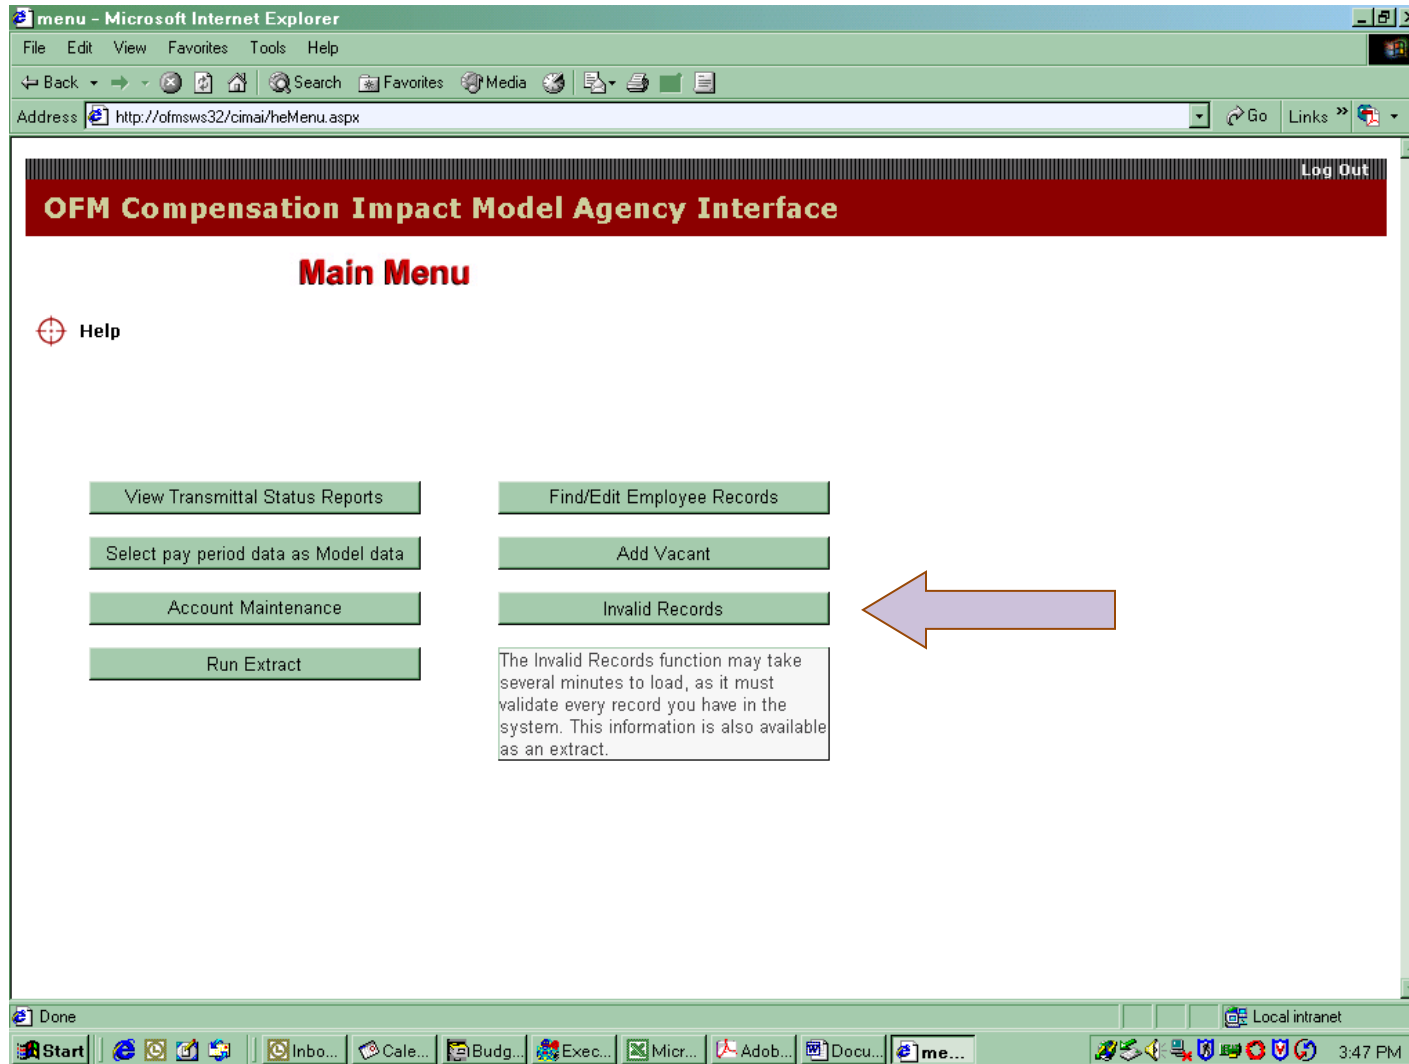 menu - Microsoft Internet Explorer
File Edit View Favorites Tools Help
Back Search Favorites Media
Address http://ofmsws32/cimai/heMenu.aspx Go Links »
Log Out
OFM Compensation Impact Model Agency Interface
Main Menu
Help
View Transmittal Status Reports Find/Edit Employee Records
Select pay period data as Model data Add Vacant
Account Maintenance Invalid Records
Run Extract
The Invalid Records function may take
several minutes to load, as it must
validate every record you have in the
system. This information is also available
as an extract.
Done Local intranet
Start Inbo... Cale... Budg... Exec... Micr... Adob... Docu... me... 3:47 PM